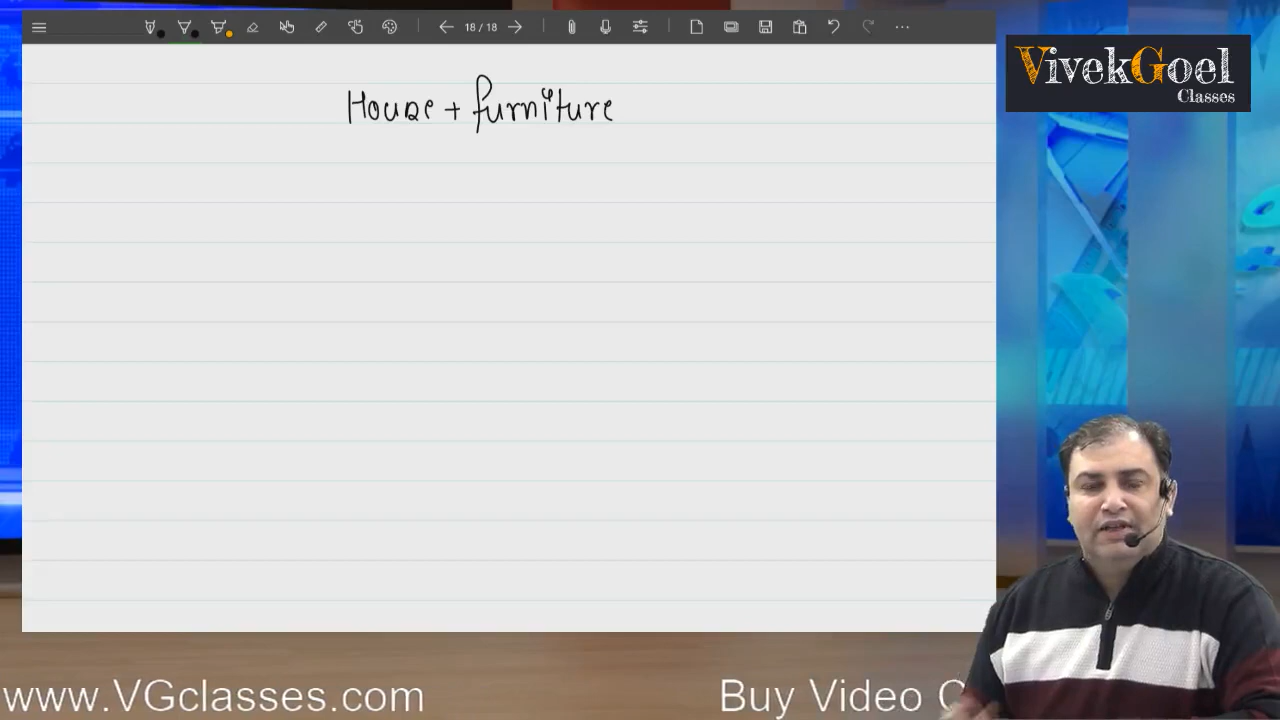 18 / 18
House + furniture
VivekGoel
Classes
www.VGclasses.com
Buy Video